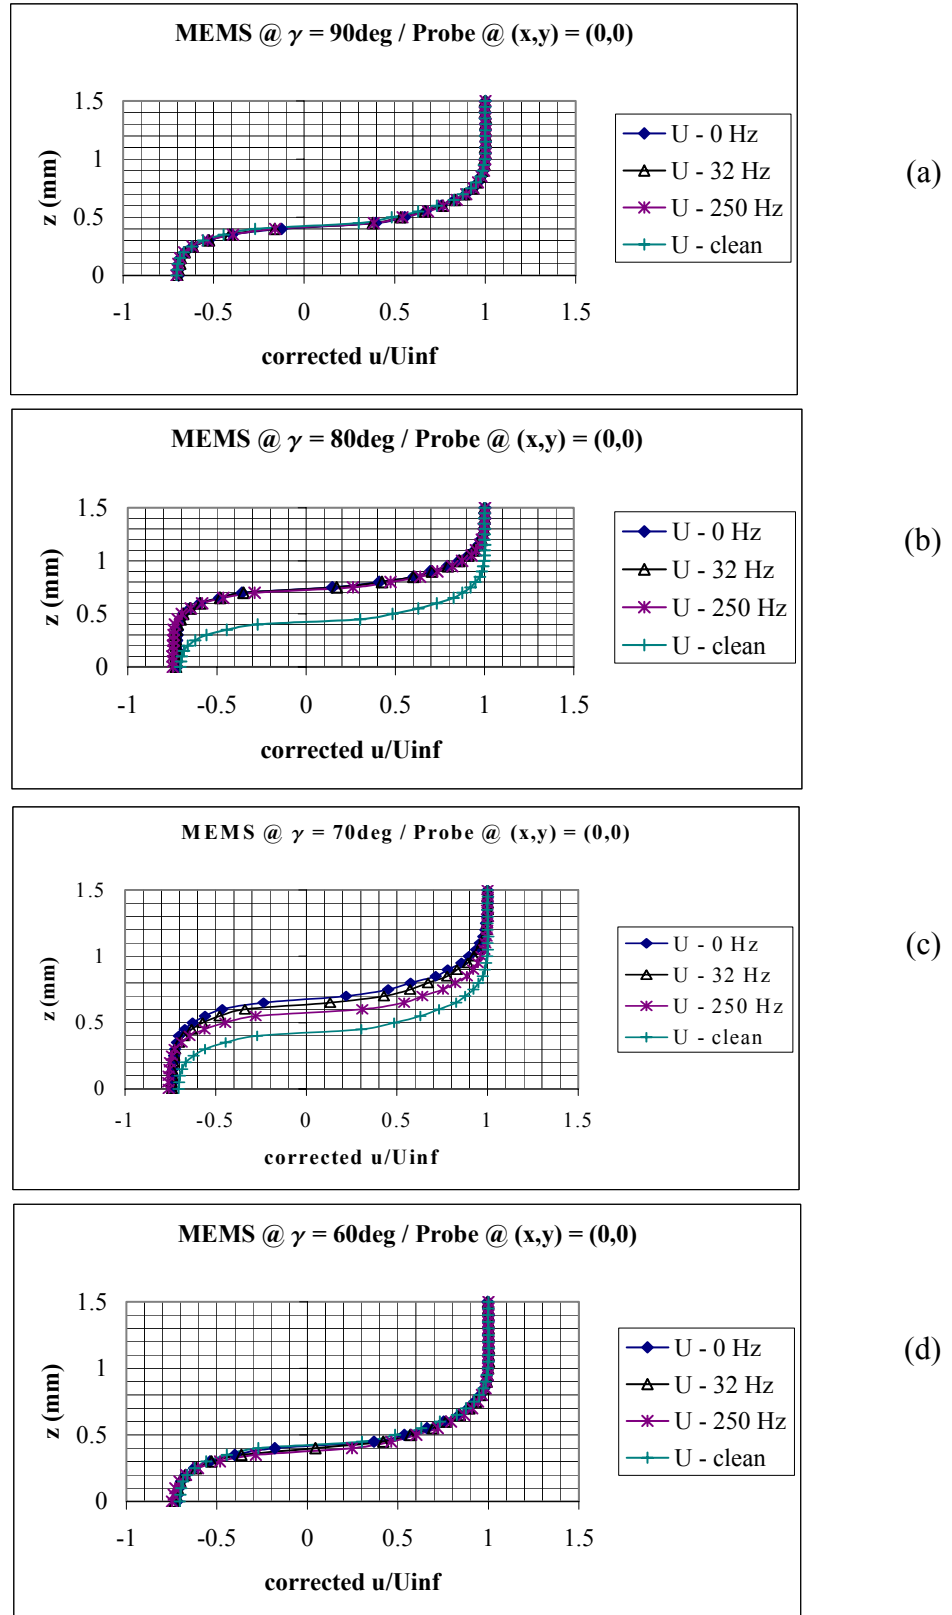 MEMS @ γ = 90deg / Probe @ (x,y) = (0,0)
1.5
1
0.5
0
z (mm)
-1 -0.5 0 0.5 1 1.5
corrected u/Uinf
U - 0 Hz
U - 32 Hz
U - 250 Hz
U - clean
(a)
MEMS @ γ = 80deg / Probe @ (x,y) = (0,0)
1.5
1
0.5
0
z (mm)
-1 -0.5 0 0.5 1 1.5
corrected u/Uinf
U - 0 Hz
U - 32 Hz
U - 250 Hz
U - clean
(b)
MEMS @ γ = 70deg / Probe @ (x,y) = (0,0)
1.5
1
0.5
0
z (mm)
-1 -0.5 0 0.5 1 1.5
corrected u/Uinf
U - 0 Hz
U - 32 Hz
U - 250 Hz
U - clean
(c)
MEMS @ γ = 60deg / Probe @ (x,y) = (0,0)
1.5
1
0.5
0
z (mm)
-1 -0.5 0 0.5 1 1.5
corrected u/Uinf
U - 0 Hz
U - 32 Hz
U - 250 Hz
U - clean
(d)